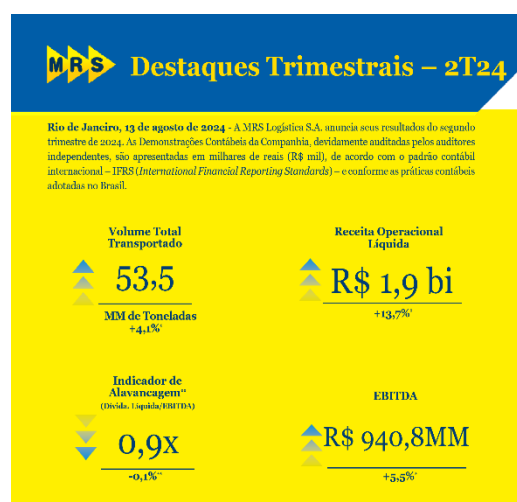 MRS
Destaques Trimestrais – 2T24
Rio de Janeiro, 13 de agosto de 2024 - A MRS Logística S.A. anuncia seus resultados do segundo
trimestre de 2024. As Demonstrações Contábeis da Companhia, devidamente auditadas pelos auditores
independentes, são apresentadas em milhares de reais (R$ mil), de acordo com o padrão contábil
internacional – IFRS (International Financial Reporting Standards) – e conforme as práticas contábeis
adotadas no Brasil.
Volume Total
Transportado
53,5
MM de Toneladas
+4,1%*
Receita Operacional
Líquida
R$ 1,9 bi
+13,7%*
Indicador de
Alavancagem**
(Dívida. Líquida/EBITDA)
0,9x
-0,1%**
EBITDA
R$ 940,8MM
+5,5%*